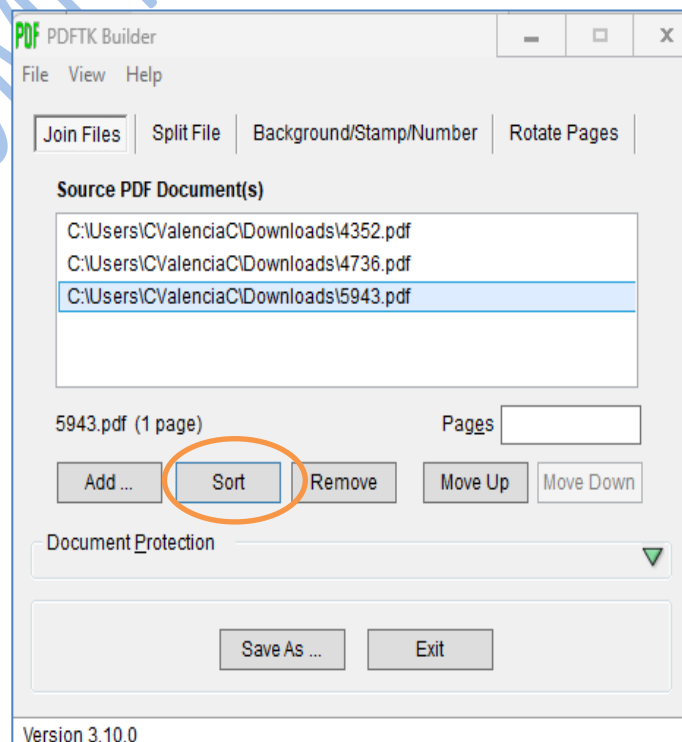 PDF PDFTK Builder
File View Help
Join Files Split File Background/Stamp/Number Rotate Pages
Source PDF Document(s)
C:\Users\CValenciaC\Downloads\4352.pdf
C:\Users\CValenciaC\Downloads\4736.pdf
C:\Users\CValenciaC\Downloads\5943.pdf
5943.pdf (1 page) Pages
Add ... Sort Remove Move Up Move Down
Document Protection
Save As ... Exit
Version 3.10.0